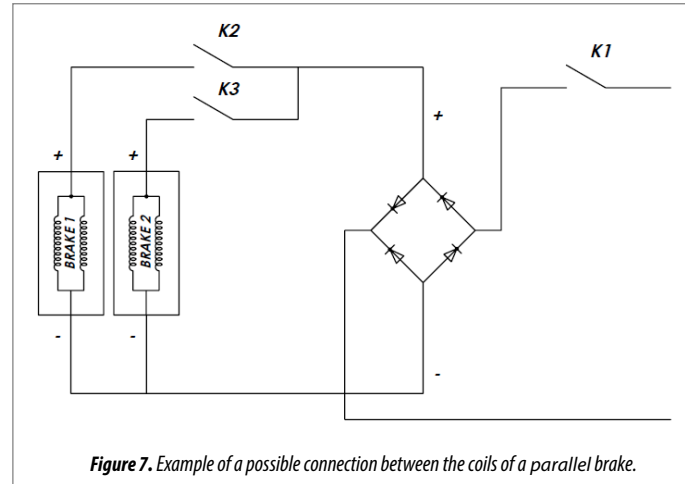 K2
K1
K3
+
+
+
BRAKE 1
BRAKE 2
-
-
-
Figure 7. Example of a possible connection between the coils of a parallel brake.